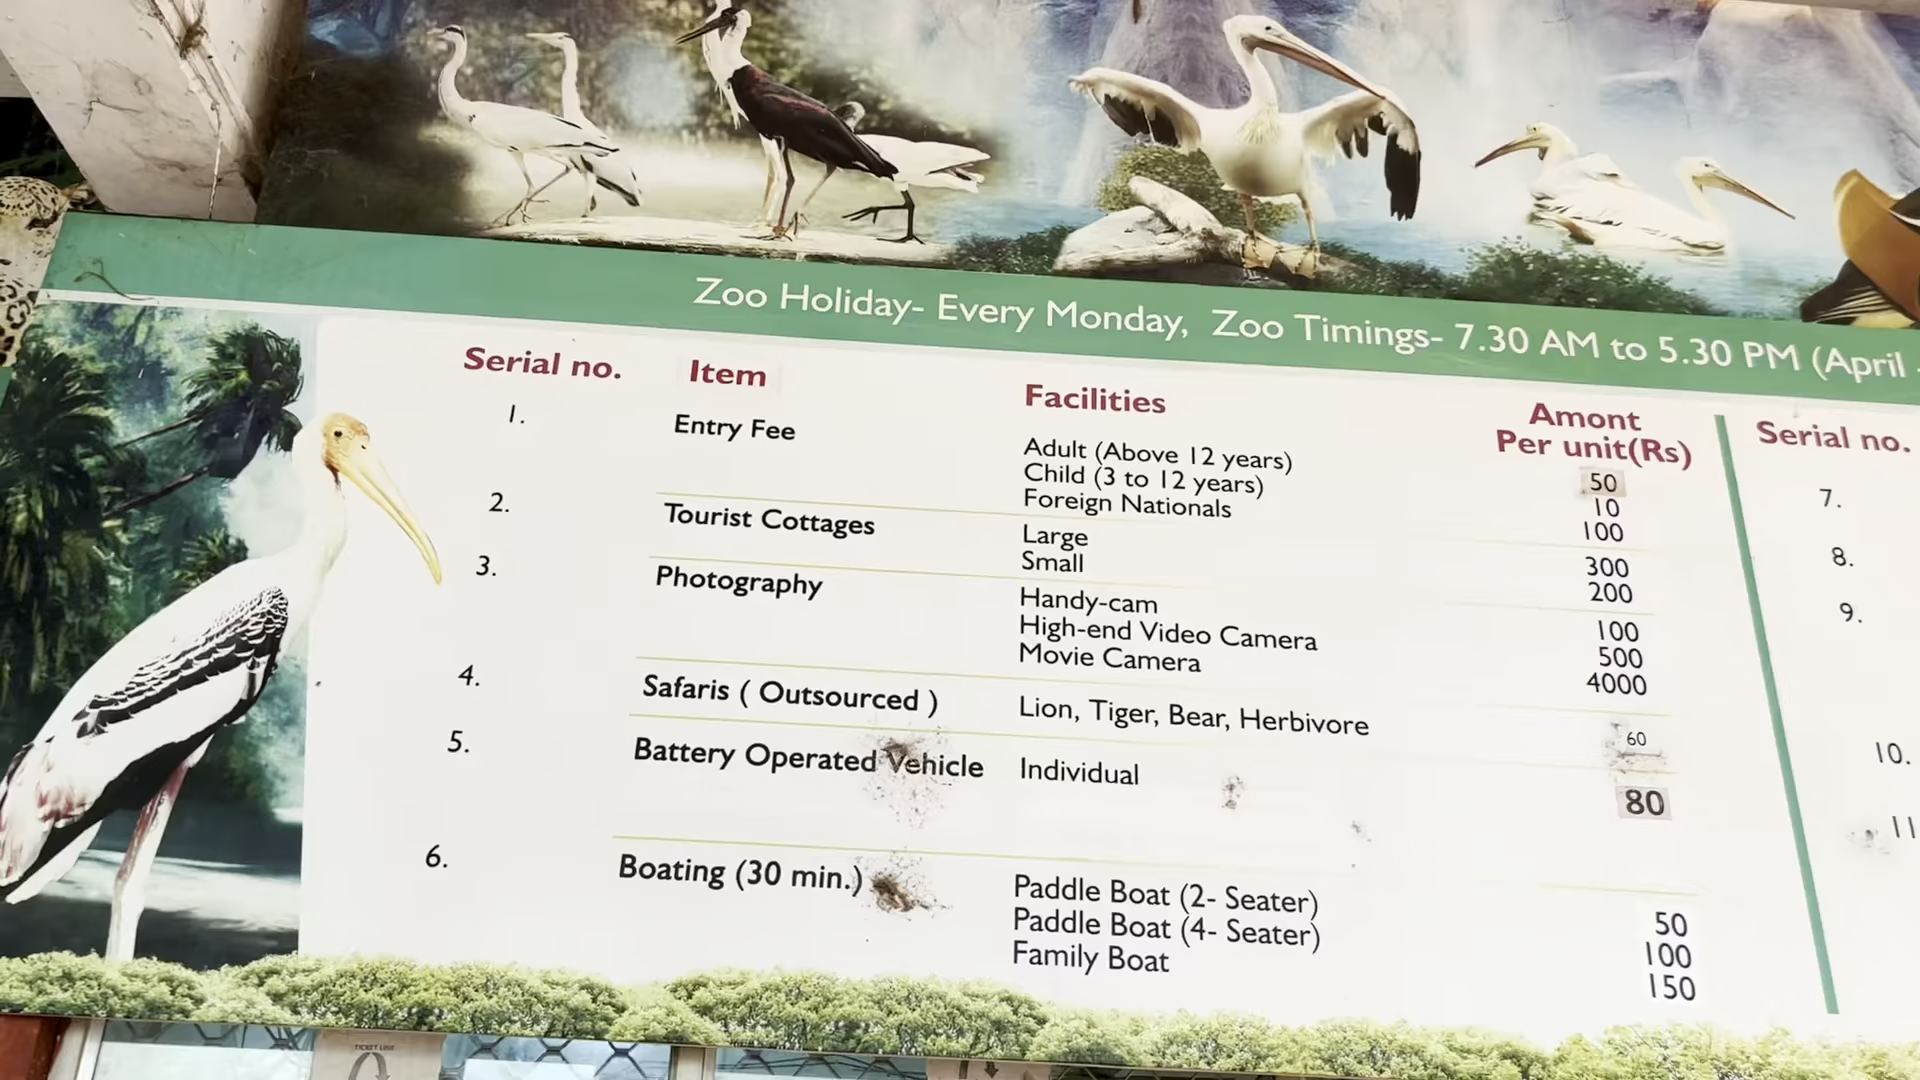 Zoo Holiday- Every Monday, Zoo Timings- 7.30 AM to 5.30 PM (April
Serial no. Item Facilities Amont Per unit(Rs)
1. Entry Fee Adult (Above 12 years) 50
Child (3 to 12 years) 10
Foreign Nationals 100
2. Tourist Cottages Large 300
Small 200
3. Photography Handy-cam 100
High-end Video Camera 500
Movie Camera 4000
4. Safaris ( Outsourced ) Lion, Tiger, Bear, Herbivore 60
5. Battery Operated Vehicle Individual 80
6. Boating (30 min.) Paddle Boat (2- Seater) 50
Paddle Boat (4- Seater) 100
Family Boat 150
Serial no.
7.
8.
9.
10.
11